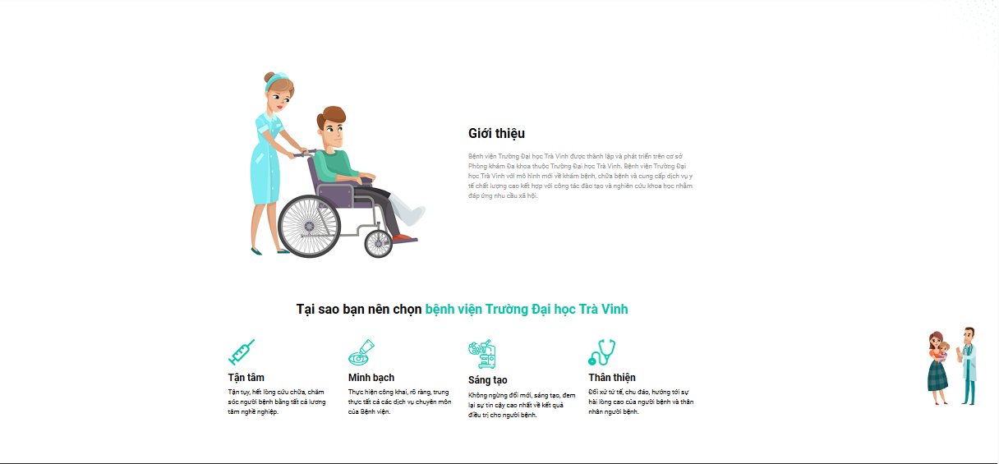 Giới thiệu
Bệnh viện Trường Đại học Trà Vinh được thành lập và phát triển trên cơ sở
Phòng khám Đa khoa thuộc Trường Đại học Trà Vinh. Bệnh viện Trường Đại
học Trà Vinh với mô hình mới về khám bệnh, chữa bệnh và cung cấp dịch vụ y
tế chất lượng cao kết hợp với công tác đào tạo và nghiên cứu khoa học nhằm
đáp ứng nhu cầu xã hội.
Tại sao bạn nên chọn bệnh viện Trường Đại học Trà Vinh
Tận tâm
Tận tụy, hết lòng cứu chữa, chăm
sóc người bệnh bằng tất cả lương
tâm nghề nghiệp.
Minh bạch
Thực hiện công khai, rõ ràng, trung
thực tất cả các dịch vụ chuyên môn
của Bệnh viện.
Sáng tạo
Không ngừng đổi mới, sáng tạo, đem
lại sự tin cậy cao nhất về kết quả
điều trị cho người bệnh.
Thân thiện
Đối xử tử tế, chu đáo, hướng tới sự
hài lòng cao của người bệnh và thân
nhân người bệnh.